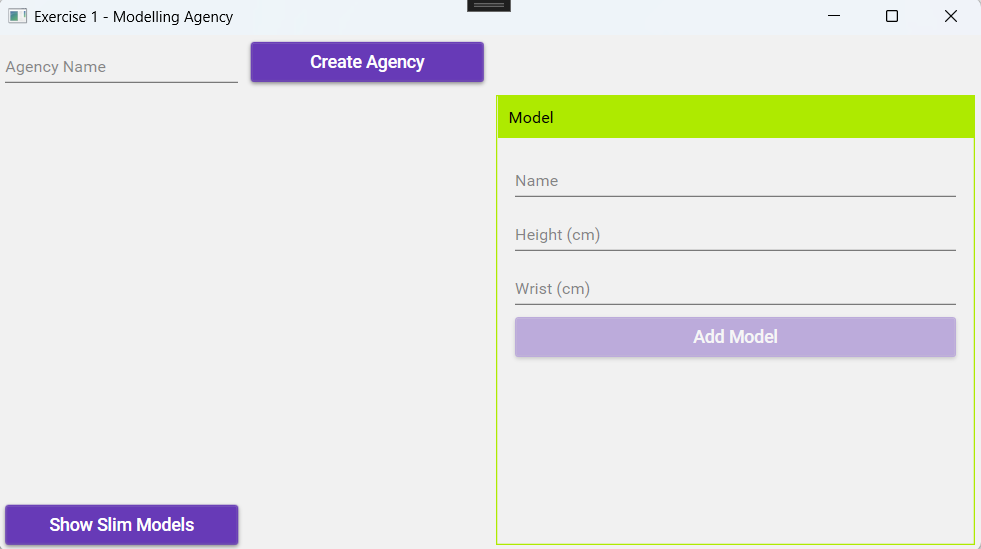 Exercise 1 - Modelling Agency
Agency Name
Create Agency
Model
Name
Height (cm)
Wrist (cm)
Add Model
Show Slim Models